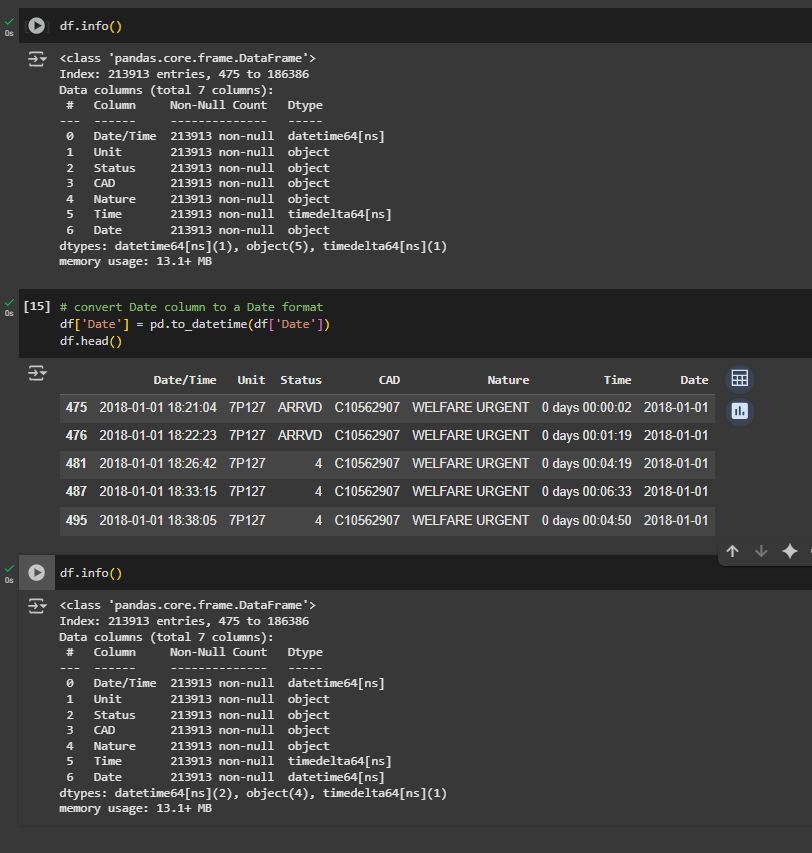 df.info()
0s
<class 'pandas.core.frame.DataFrame'>
Index: 213913 entries, 475 to 186386
Data columns (total 7 columns):
 #   Column     Non-Null Count   Dtype
---  ------     --------------   -----
 0   Date/Time  213913 non-null  datetime64[ns]
 1   Unit       213913 non-null  object
 2   Status     213913 non-null  object
 3   CAD        213913 non-null  object
 4   Nature     213913 non-null  object
 5   Time       213913 non-null  timedelta64[ns]
 6   Date       213913 non-null  object
dtypes: datetime64[ns](1), object(5), timedelta64[ns](1)
memory usage: 13.1+ MB
[15] # convert Date column to a Date format
0s
df['Date'] = pd.to_datetime(df['Date'])
df.head()
Date/Time Unit Status CAD Nature Time Date
475 2018-01-01 18:21:04 7P127 ARRVD C10562907 WELFARE URGENT 0 days 00:00:02 2018-01-01
476 2018-01-01 18:22:23 7P127 ARRVD C10562907 WELFARE URGENT 0 days 00:01:19 2018-01-01
481 2018-01-01 18:26:42 7P127 4 C10562907 WELFARE URGENT 0 days 00:04:19 2018-01-01
487 2018-01-01 18:33:15 7P127 4 C10562907 WELFARE URGENT 0 days 00:06:33 2018-01-01
495 2018-01-01 18:38:05 7P127 4 C10562907 WELFARE URGENT 0 days 00:04:50 2018-01-01
df.info()
0s
<class 'pandas.core.frame.DataFrame'>
Index: 213913 entries, 475 to 186386
Data columns (total 7 columns):
 #   Column     Non-Null Count   Dtype
---  ------     --------------   -----
 0   Date/Time  213913 non-null  datetime64[ns]
 1   Unit       213913 non-null  object
 2   Status     213913 non-null  object
 3   CAD        213913 non-null  object
 4   Nature     213913 non-null  object
 5   Time       213913 non-null  timedelta64[ns]
 6   Date       213913 non-null  datetime64[ns]
dtypes: datetime64[ns](2), object(4), timedelta64[ns](1)
memory usage: 13.1+ MB